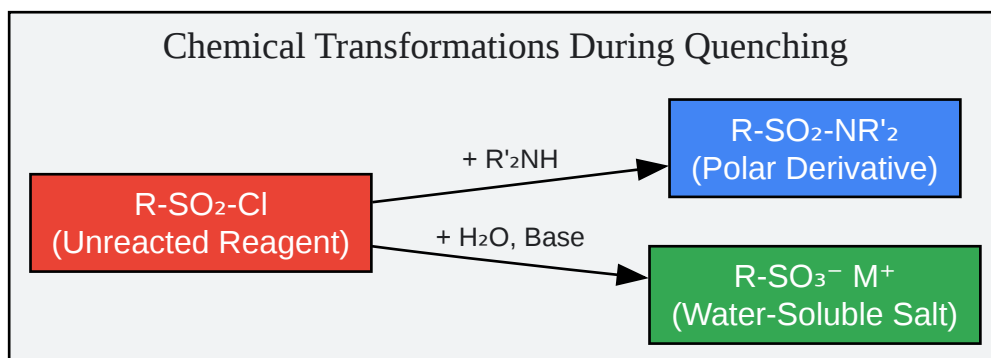 Chemical Transformations During Quenching
R-SO₂-Cl
(Unreacted Reagent)
+ R'₂NH
R-SO₂-NR'₂
(Polar Derivative)
+ H₂O, Base
R-SO₃⁻ M⁺
(Water-Soluble Salt)